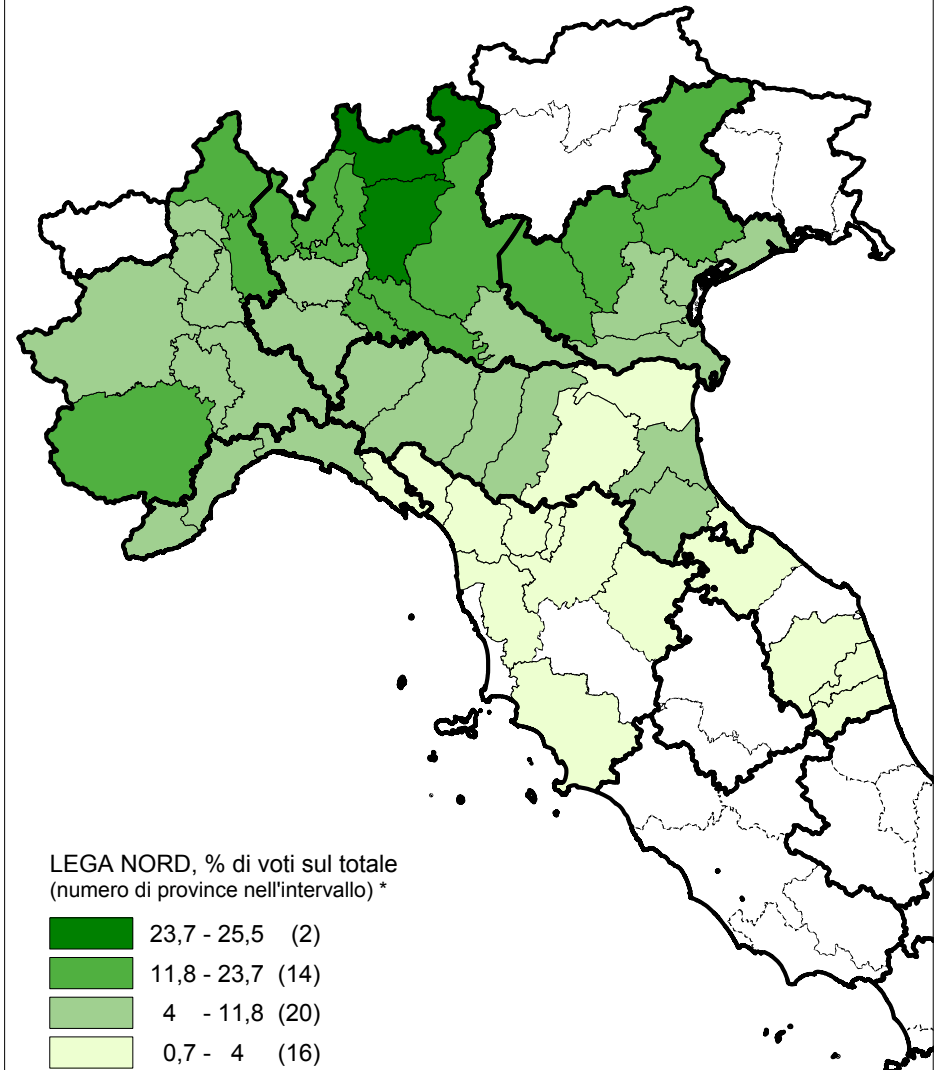 LEGA NORD, % di voti sul totale
(numero di province nell'intervallo) *
23,7 - 25,5 (2)
11,8 - 23,7 (14)
4 - 11,8 (20)
0,7 - 4 (16)